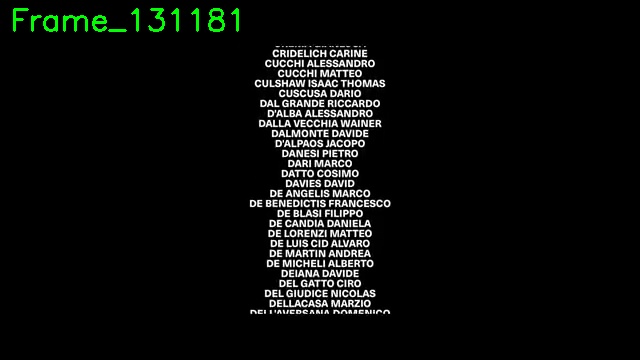 Frame_131181
CRIDELICH CARINE
CUCCHI ALESSANDRO
CUCCHI MATTEO
CULSHAW ISAAC THOMAS
CUSCUSA DARIO
DAL GRANDE RICCARDO
D'ALBA ALESSANDRO
DALLA VECCHIA WAINER
DALMONTE DAVIDE
D'ALPAOS JACOPO
DANESI PIETRO
DARI MARCO
DATTO COSIMO
DAVIES DAVID
DE ANGELIS MARCO
DE BENEDICTIS FRANCESCO
DE BLASI FILIPPO
DE CANDIA DANIELA
DE LORENZI MATTEO
DE LUIS CID ALVARO
DE MARTIN ANDREA
DE MICHELI ALBERTO
DEIANA DAVIDE
DEL GATTO CIRO
DEL GIUDICE NICOLAS
DELLACASA MARZIO
DELL'AVERSANA DOMENICO